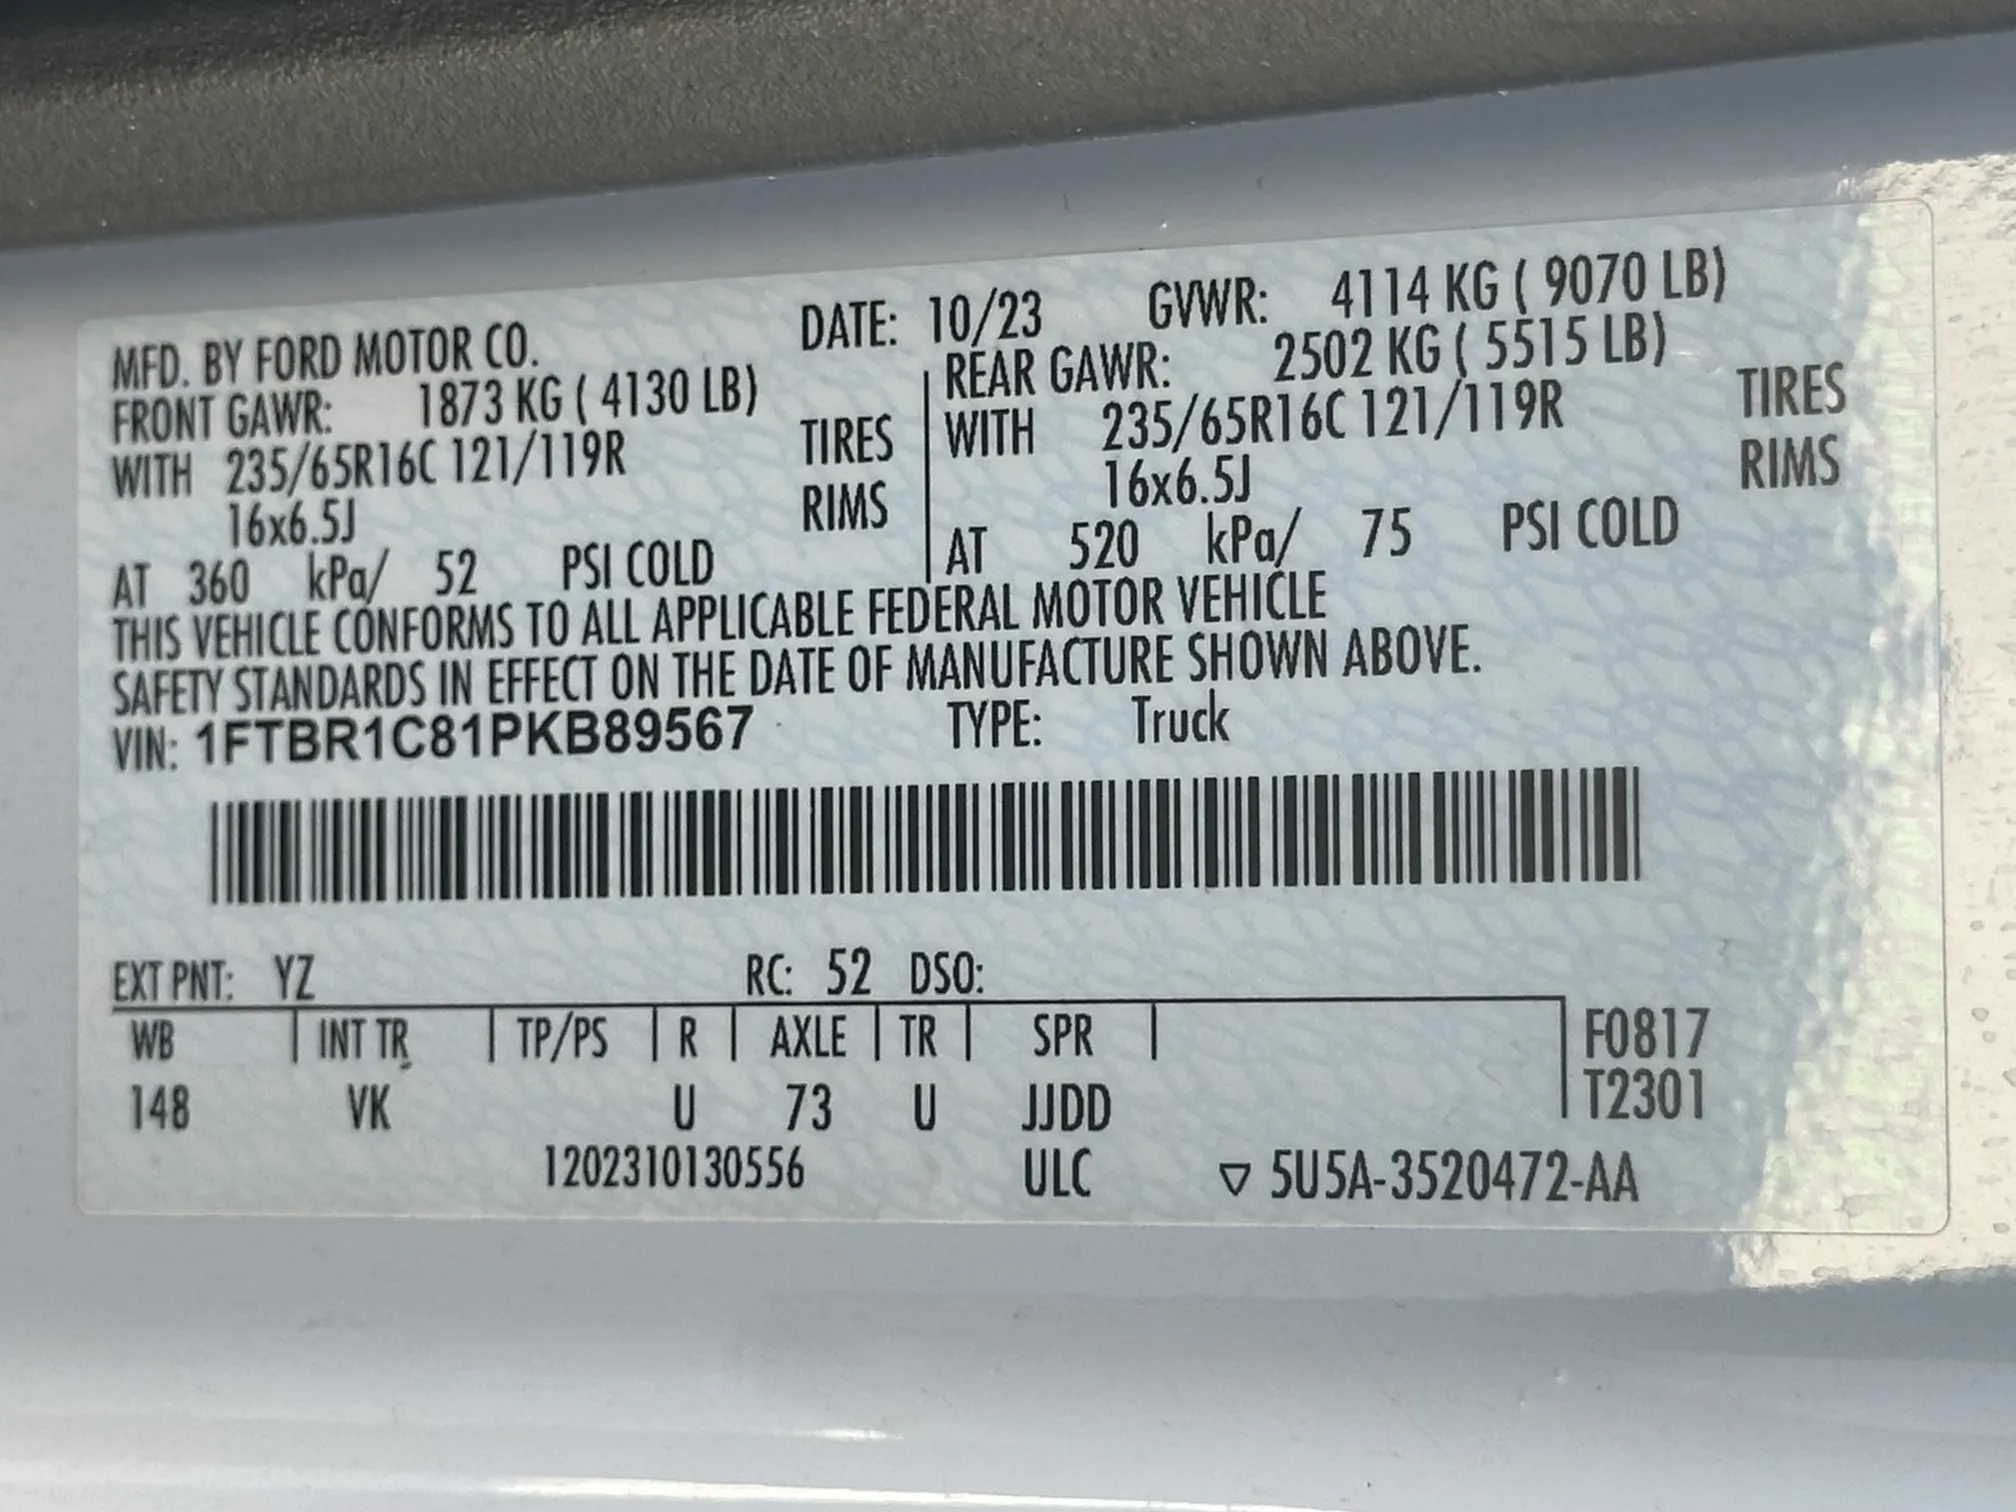 MFD. BY FORD MOTOR CO. DATE: 10/23 GVWR: 4114 KG ( 9070 LB)
FRONT GAWR: 1873 KG ( 4130 LB) REAR GAWR: 2502 KG ( 5515 LB)
WITH 235/65R16C 121/119R TIRES WITH 235/65R16C 121/119R TIRES
16x6.5J RIMS 16x6.5J RIMS
AT 360 kPa/ 52 PSI COLD AT 520 kPa/ 75 PSI COLD
THIS VEHICLE CONFORMS TO ALL APPLICABLE FEDERAL MOTOR VEHICLE
SAFETY STANDARDS IN EFFECT ON THE DATE OF MANUFACTURE SHOWN ABOVE.
VIN: 1FTBR1C81PKB89567 TYPE: Truck
EXT PNT: YZ RC: 52 DSO:
WB | INT TR | TP/PS | R | AXLE | TR | SPR | F0817
148 VK U 73 U JJDD T2301
1202310130556 ULC ▽ 5U5A-3520472-AA